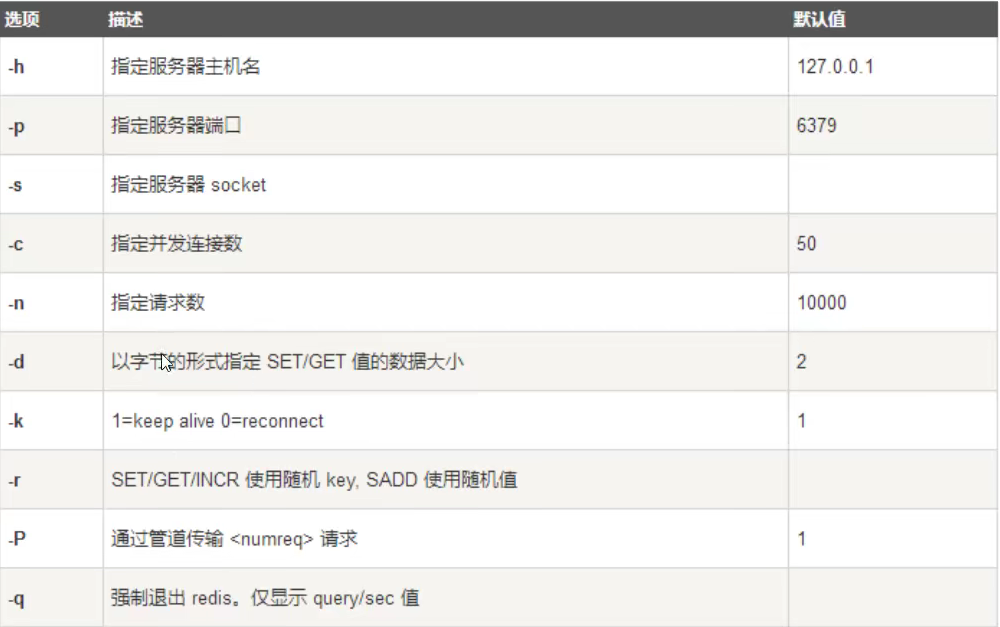 选项 描述 默认值
-h 指定服务器主机名 127.0.0.1
-p 指定服务器端口 6379
-s 指定服务器 socket
-c 指定并发连接数 50
-n 指定请求数 10000
-d 以字节的形式指定 SET/GET 值的数据大小 2
-k 1=keep alive 0=reconnect 1
-r SET/GET/INCR 使用随机 key, SADD 使用随机值
-P 通过管道传输 <numreq> 请求 1
-q 强制退出 redis。仅显示 query/sec 值